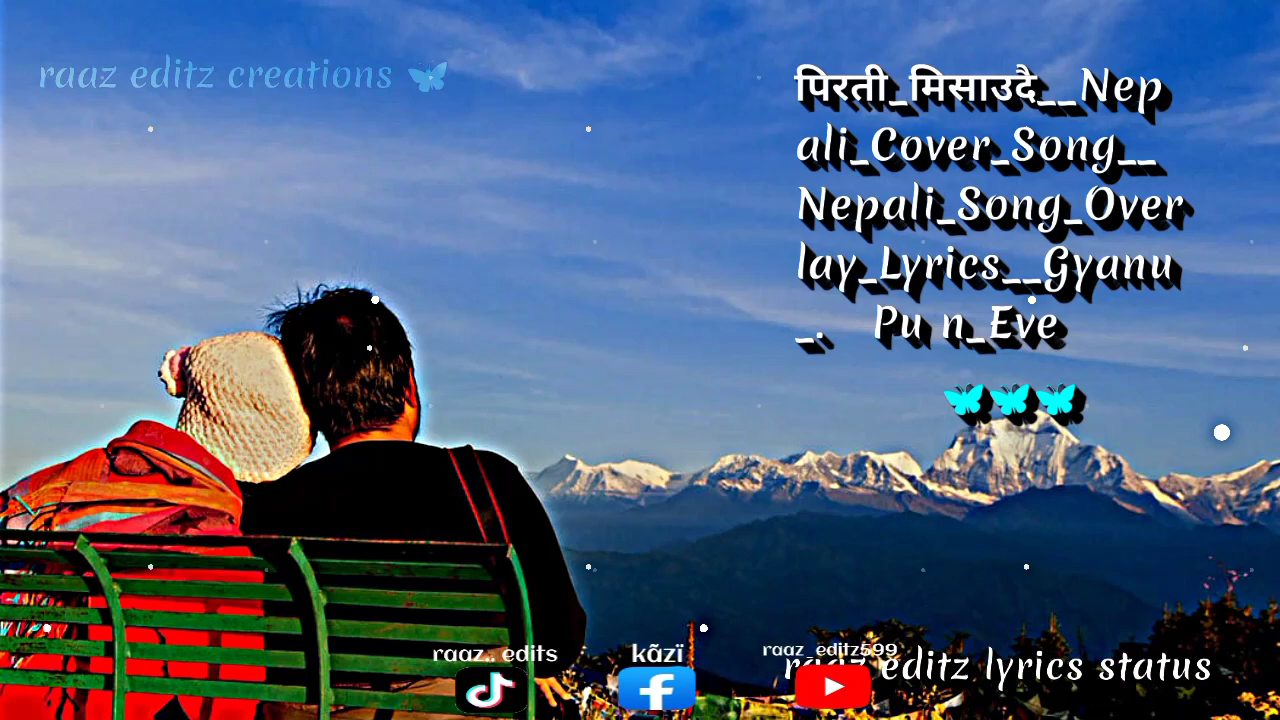 raaz editz creations 🦋
पिरती_मिसाउदै__Nep
ali_Cover_Song__
Nepali_Song_Over
lay_Lyrics__Gyanu
_. Pu n_Eve
🦋🦋🦋
raaz.. edits
kãzï
raaz_editz599
raaz editz lyrics status